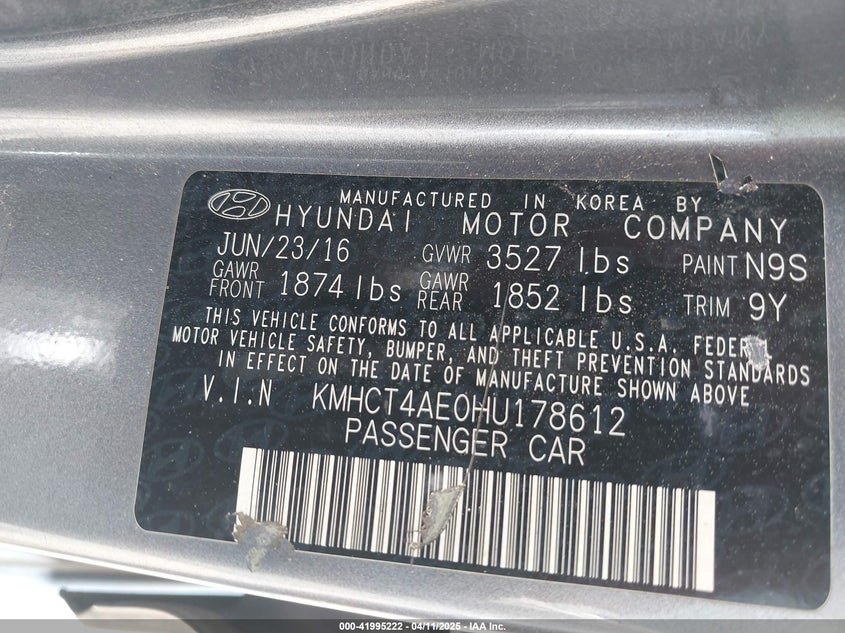 MANUFACTURED IN KOREA BY
HYUNDAI MOTOR COMPANY
JUN/23/16 GVWR 3527 lbs PAINT N9S
GAWR FRONT 1874 lbs GAWR REAR 1852 lbs TRIM 9Y
THIS VEHICLE CONFORMS TO ALL APPLICABLE U.S.A. FEDER
MOTOR VEHICLE SAFETY, BUMPER, AND THEFT PREVENTION STANDARDS
IN EFFECT ON THE DATE OF MANUFACTURE SHOWN ABOVE
V.I.N KMHCT4AE0HU178612
PASSENGER CAR
000-41995222 - 04/11/2025 - IAA Inc.